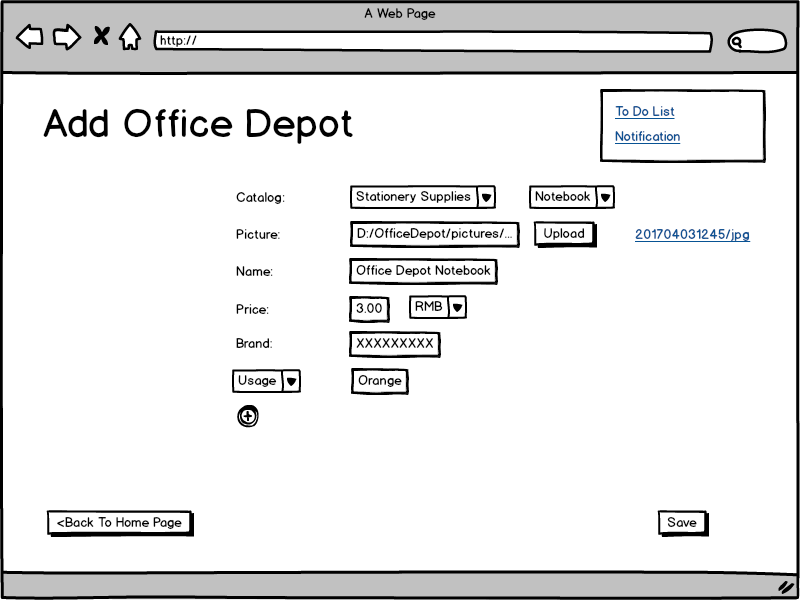 A Web Page
http://
Add Office Depot
To Do List
Notification
Catalog: Stationery Supplies Notebook
Picture: D:/OfficeDepot/pictures/... Upload 201704031245/jpg
Name: Office Depot Notebook
Price: 3.00 RMB
Brand: XXXXXXXXX
Usage Orange
<Back To Home Page Save